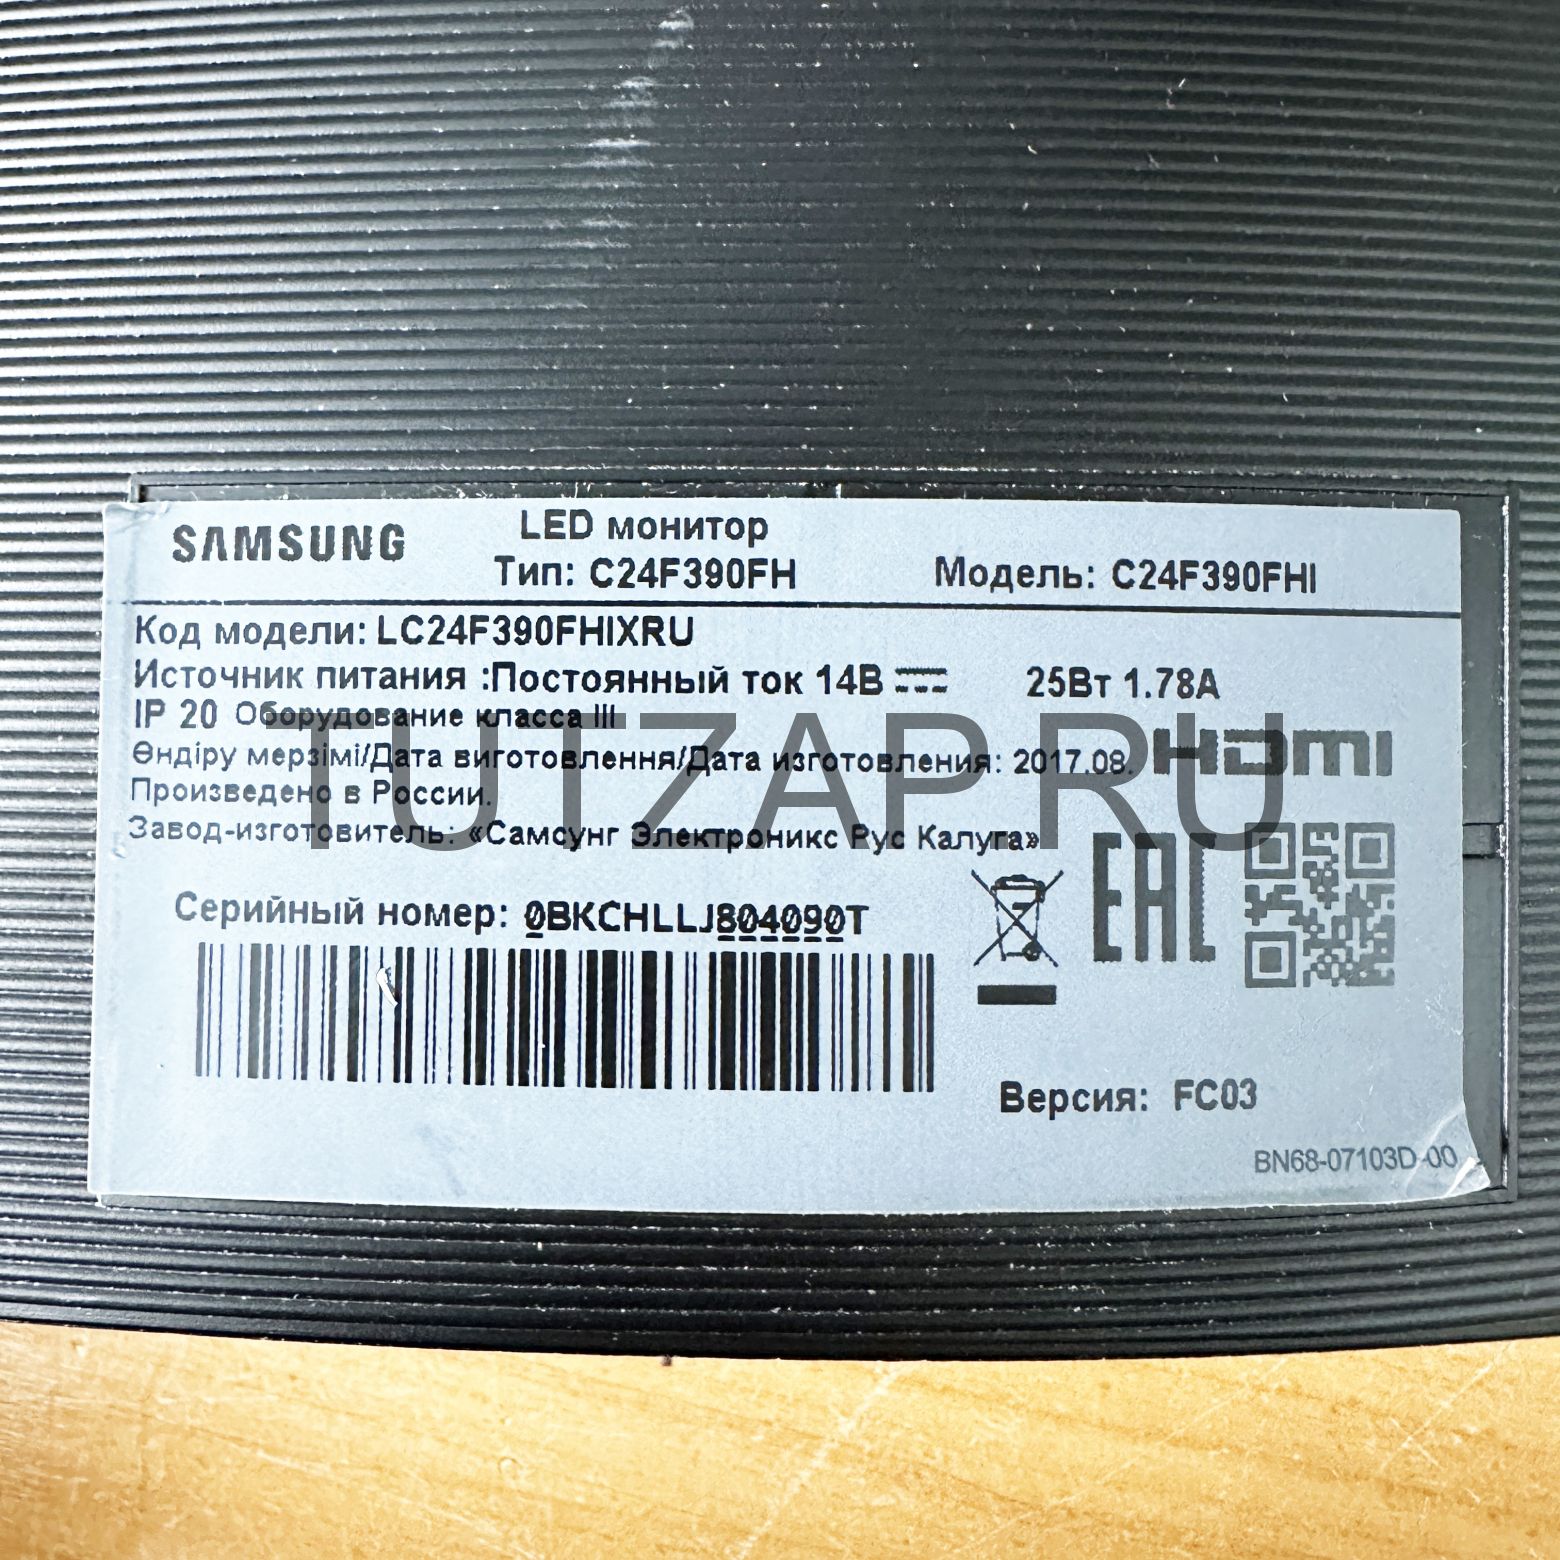 SAMSUNG
LED монитор
Тип: C24F390FH
Модель: C24F390FHI
Код модели: LC24F390FHIXRU
Источник питания :Постоянный ток 14В 25Вт 1.78А
IP 20 Оборудование класса III
Өндіру мерзімі/Дата виготовлення/Дата изготовления: 2017.08.
HDMI
Произведено в России.
Завод-изготовитель: «Самсунг Электроникс Рус Калуга»
TUTZAP.RU
EAC
Серийный номер: 0BKCHLLJ804090T
Версия: FC03
BN68-07103D-00